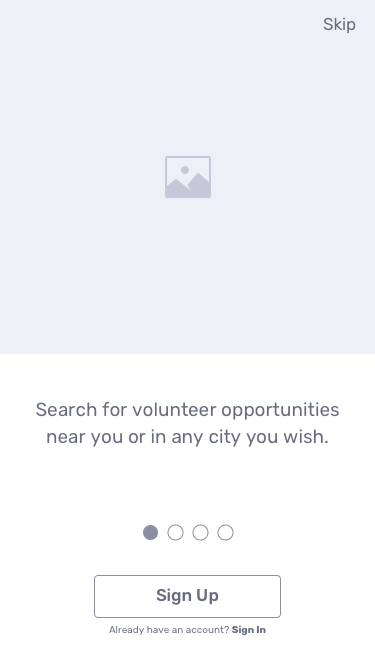 Skip
Search for volunteer opportunities
near you or in any city you wish.
Sign Up
Already have an account? Sign In